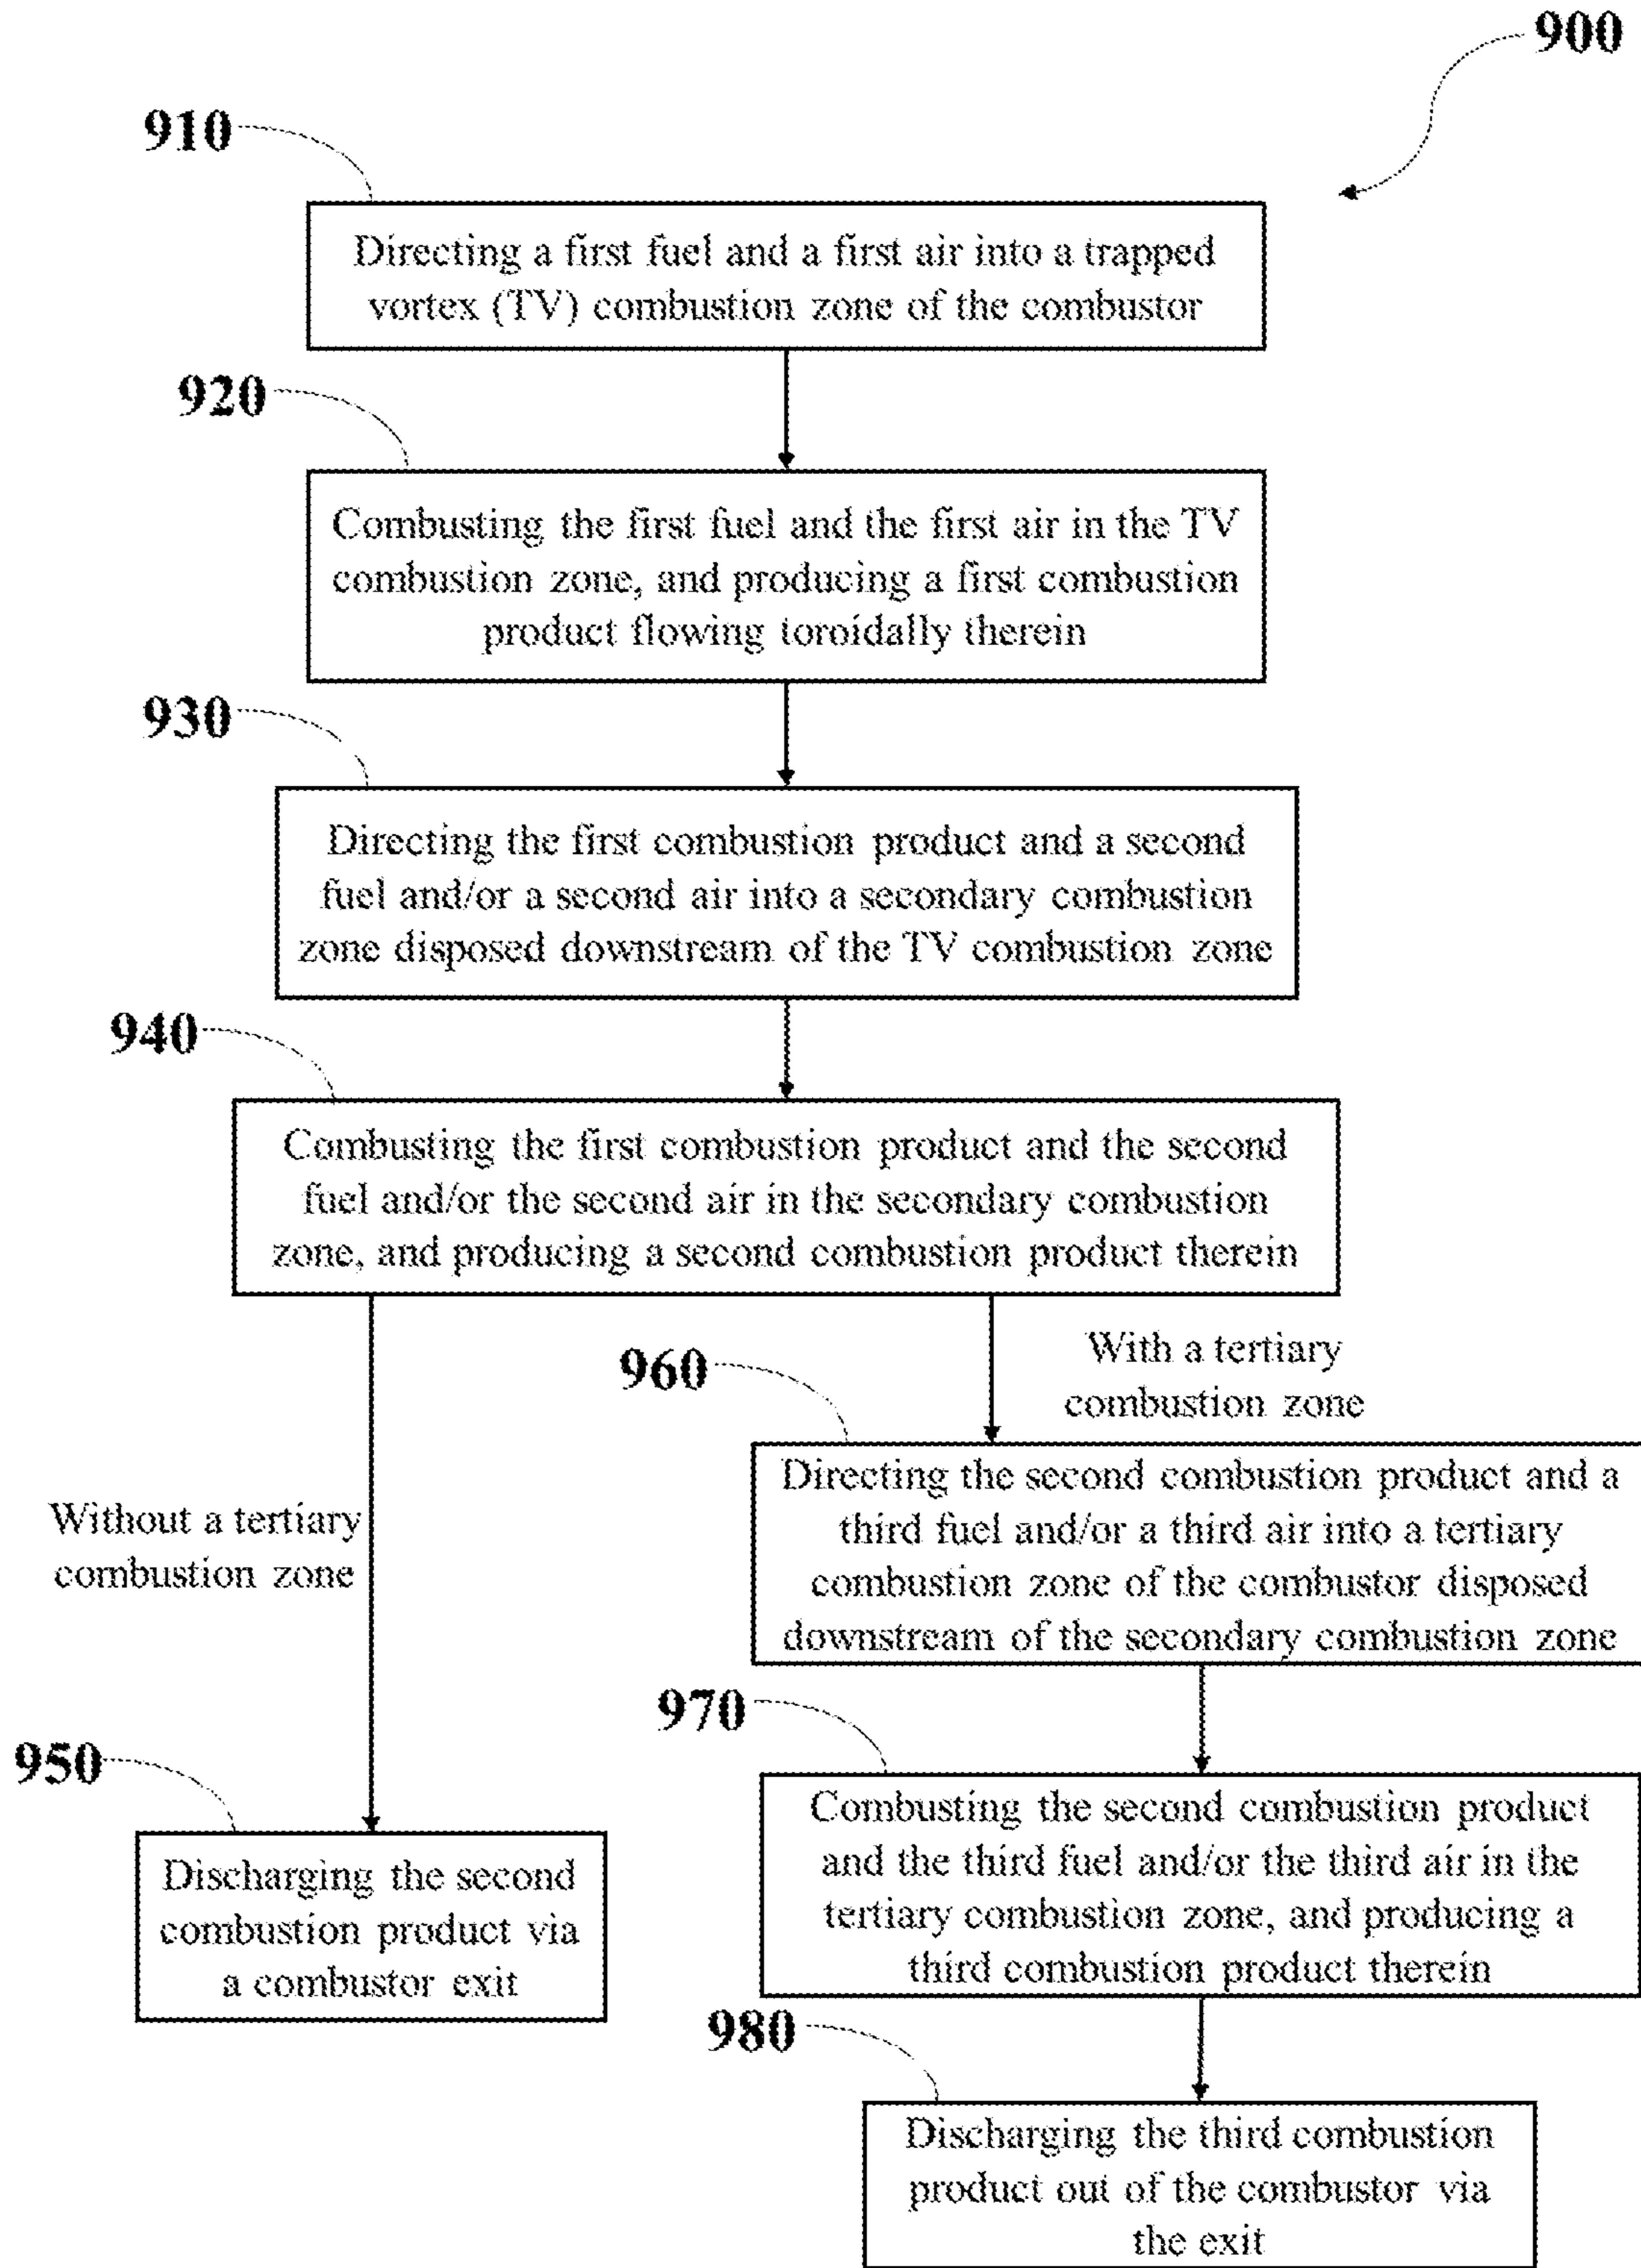 900
910
Directing a first fuel and a first air into a trapped
vortex (TV) combustion zone of the combustor
920
Combusting the first fuel and the first air in the TV
combustion zone, and producing a first combustion
product flowing toroidally therein
930
Directing the first combustion product and a second
fuel and/or a second air into a secondary combustion
zone disposed downstream of the TV combustion zone
940
Combusting the first combustion product and the second
fuel and/or the second air in the secondary combustion
zone, and producing a second combustion product therein
Without a tertiary
combustion zone
950
Discharging the second
combustion product via
a combustor exit
With a tertiary
combustion zone
960
Directing the second combustion product and a
third fuel and/or a third air into a tertiary
combustion zone of the combustor disposed
downstream of the secondary combustion zone
970
Combusting the second combustion product
and the third fuel and/or the third air in the
tertiary combustion zone, and producing a
third combustion product therein
980
Discharging the third combustion
product out of the combustor via
the exit